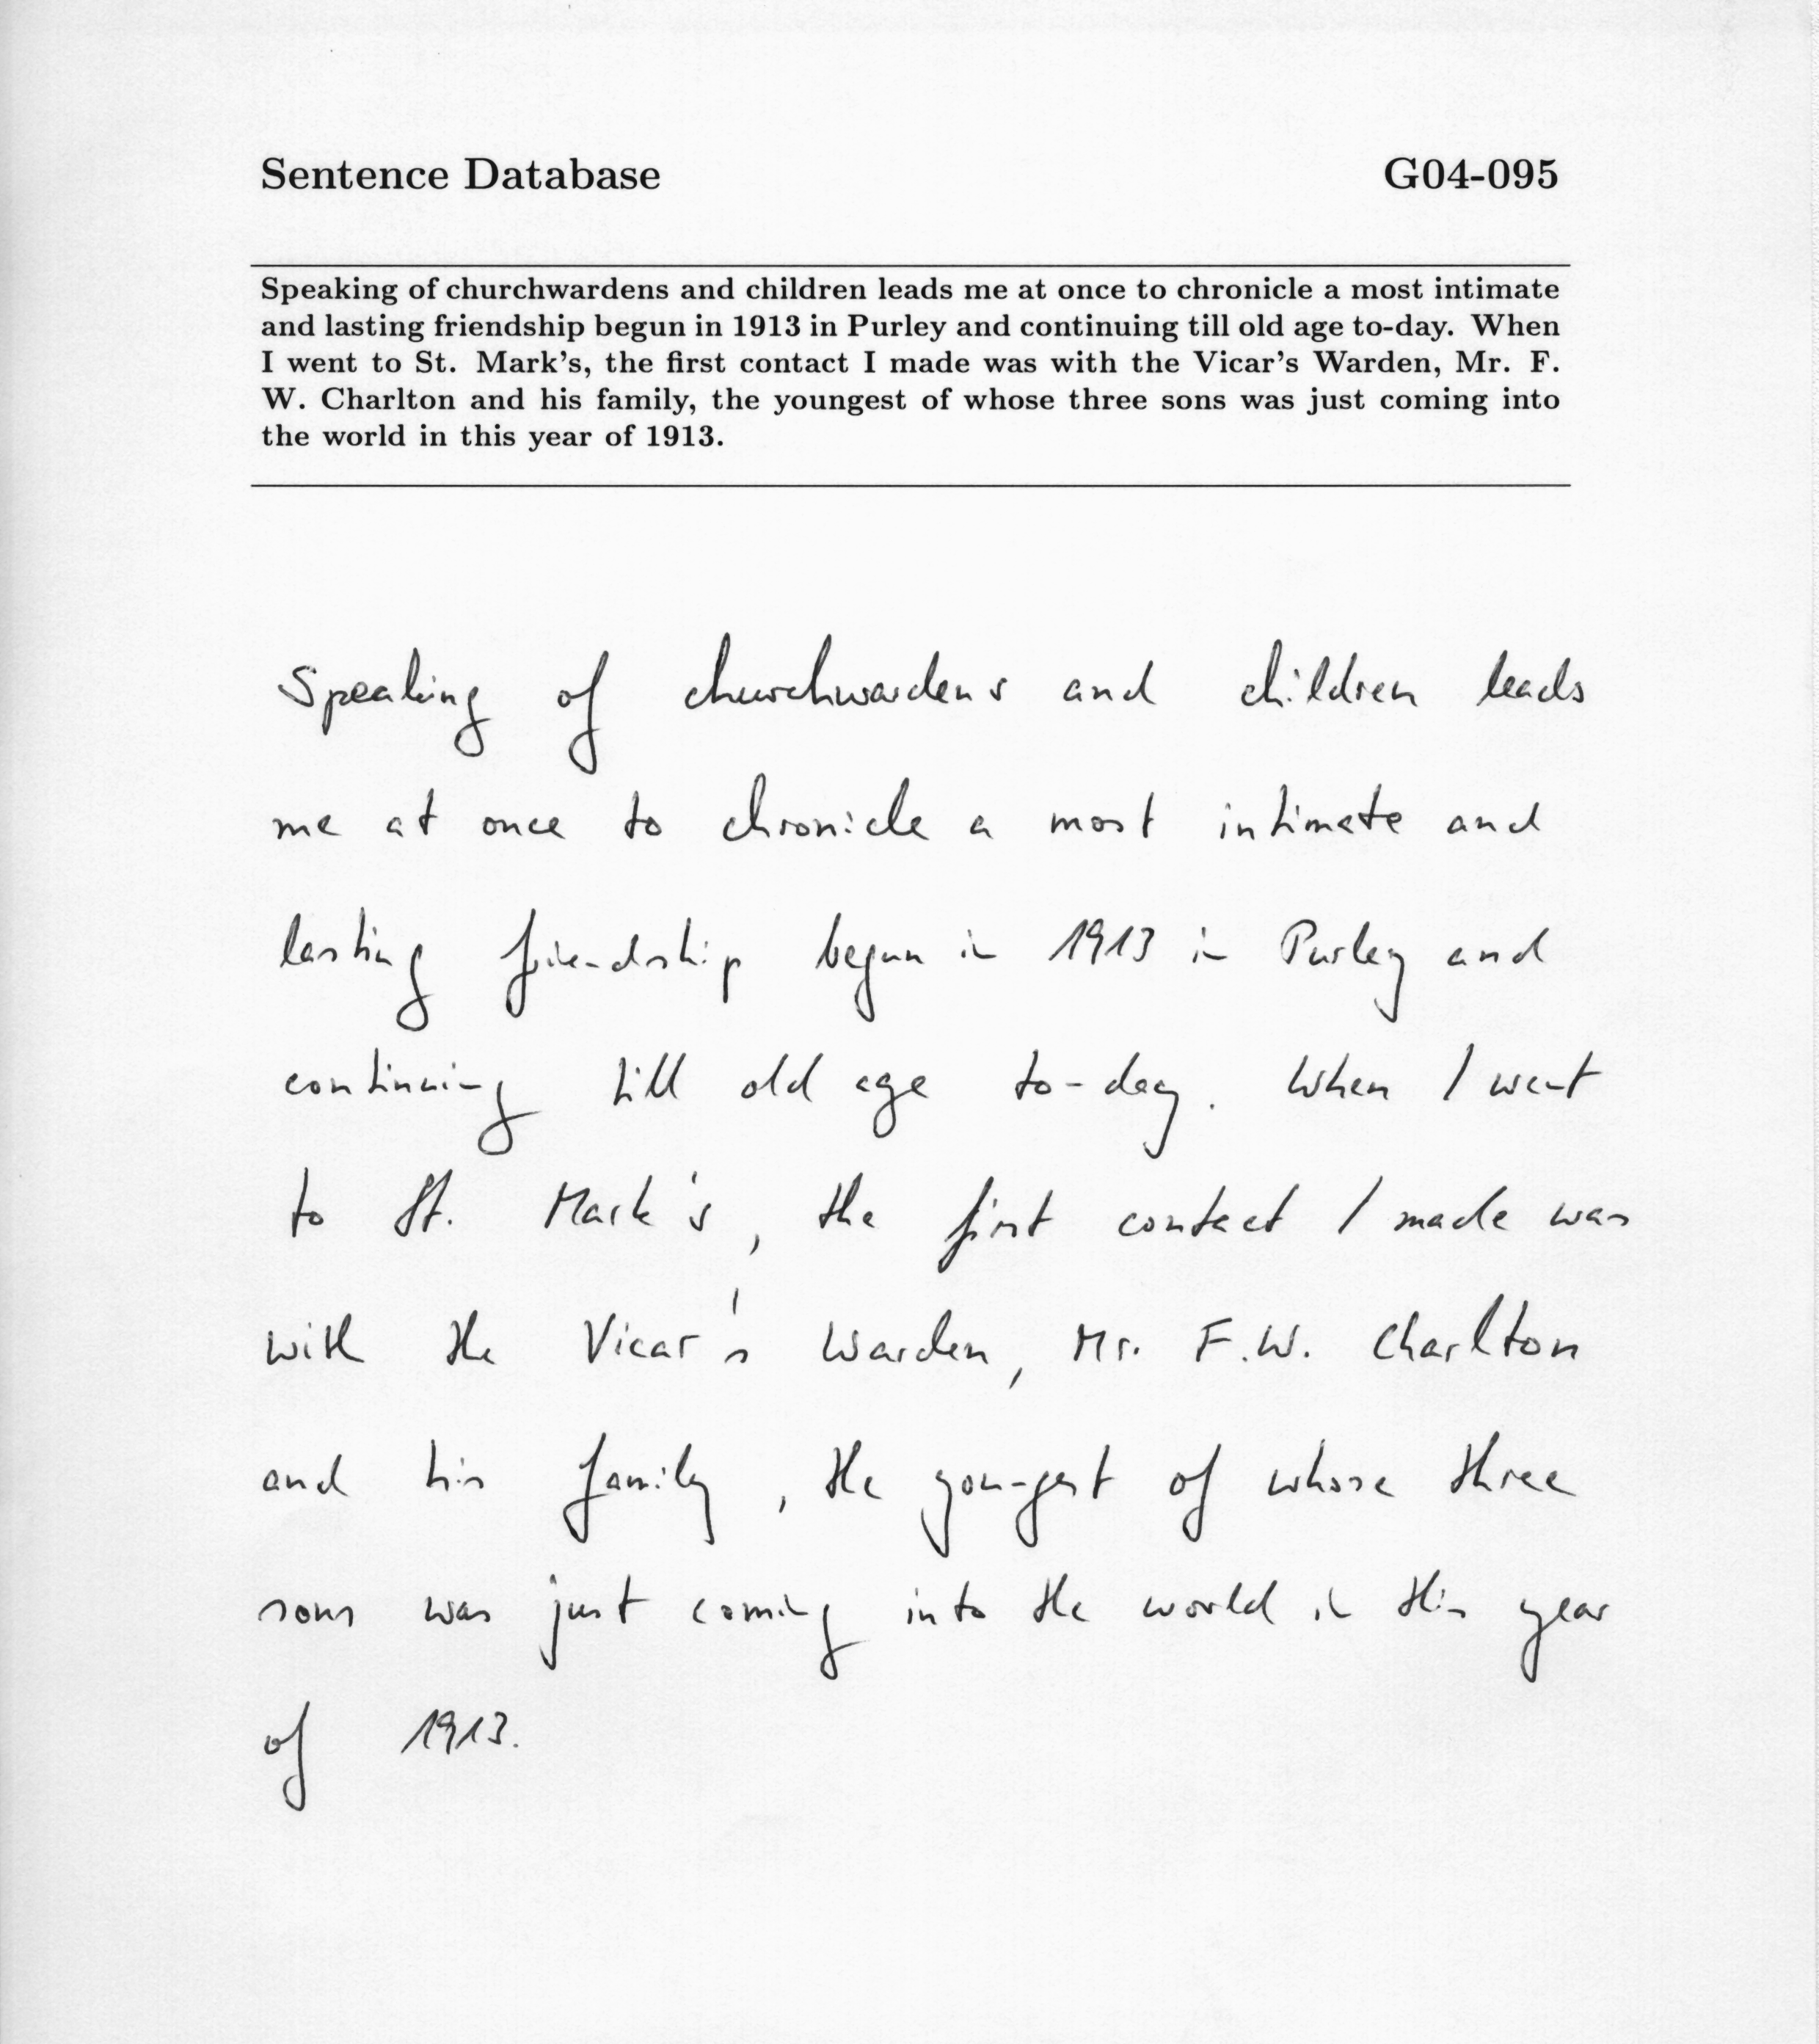 Sentence Database G04-095
Speaking of churchwardens and children leads me at once to chronicle a most intimate
and lasting friendship begun in 1913 in Purley and continuing till old age to-day. When
I went to St. Mark's, the first contact I made was with the Vicar's Warden, Mr. F.
W. Charlton and his family, the youngest of whose three sons was just coming into
the world in this year of 1913.
Speaking of churchwardens and children leads
me at once to chronicle a most intimate and
lasting friendship begun in 1913 in Purley and
continuing till old age to-day. When I went
to St. Mark's, the first contact I made was
with the Vicar's Warden, Mr. F.W. Charlton
and his family, the youngest of whose three
sons was just coming into the world in this year
of 1913.